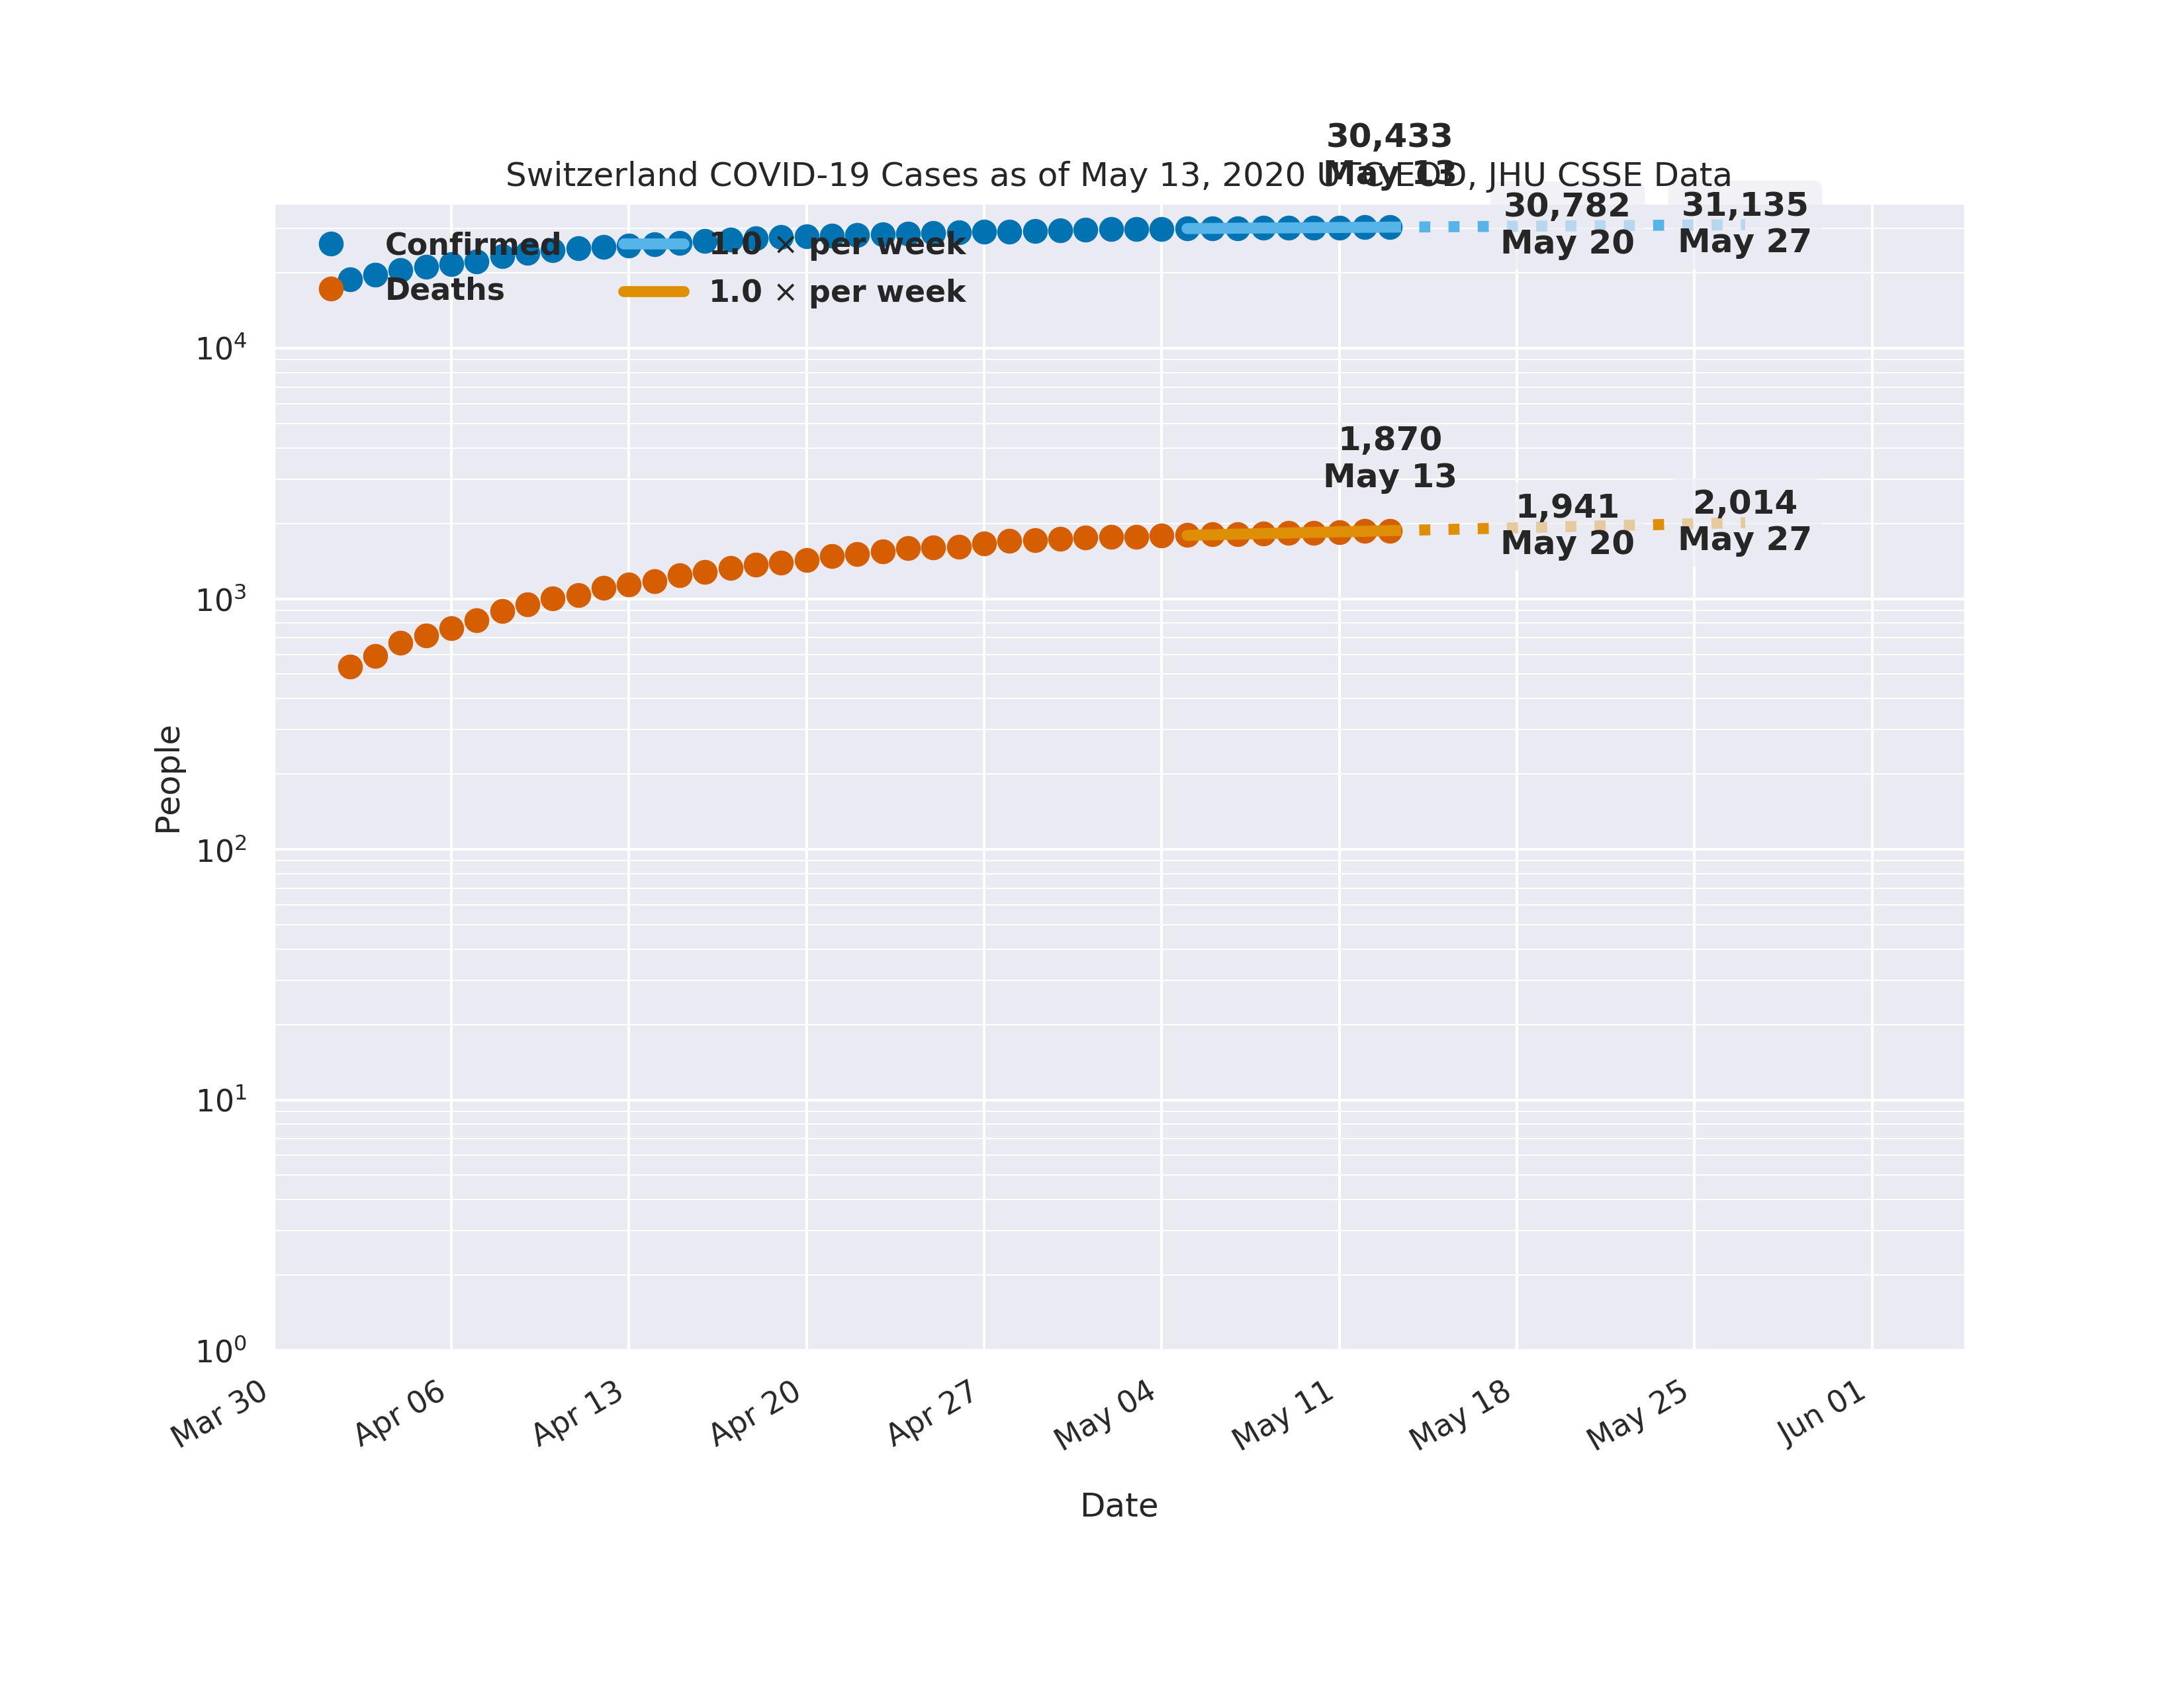 30,433
May 13
Switzerland COVID-19 Cases as of May 13, 2020 UTC EOD, JHU CSSE Data
30,782
May 20
31,135
May 27
Confirmed
1.0 × per week
Deaths
1.0 × per week
10⁴
1,870
May 13
1,941
May 20
2,014
May 27
10³
People
10²
10¹
10⁰
Mar 30
Apr 06
Apr 13
Apr 20
Apr 27
May 04
May 11
May 18
May 25
Jun 01
Date